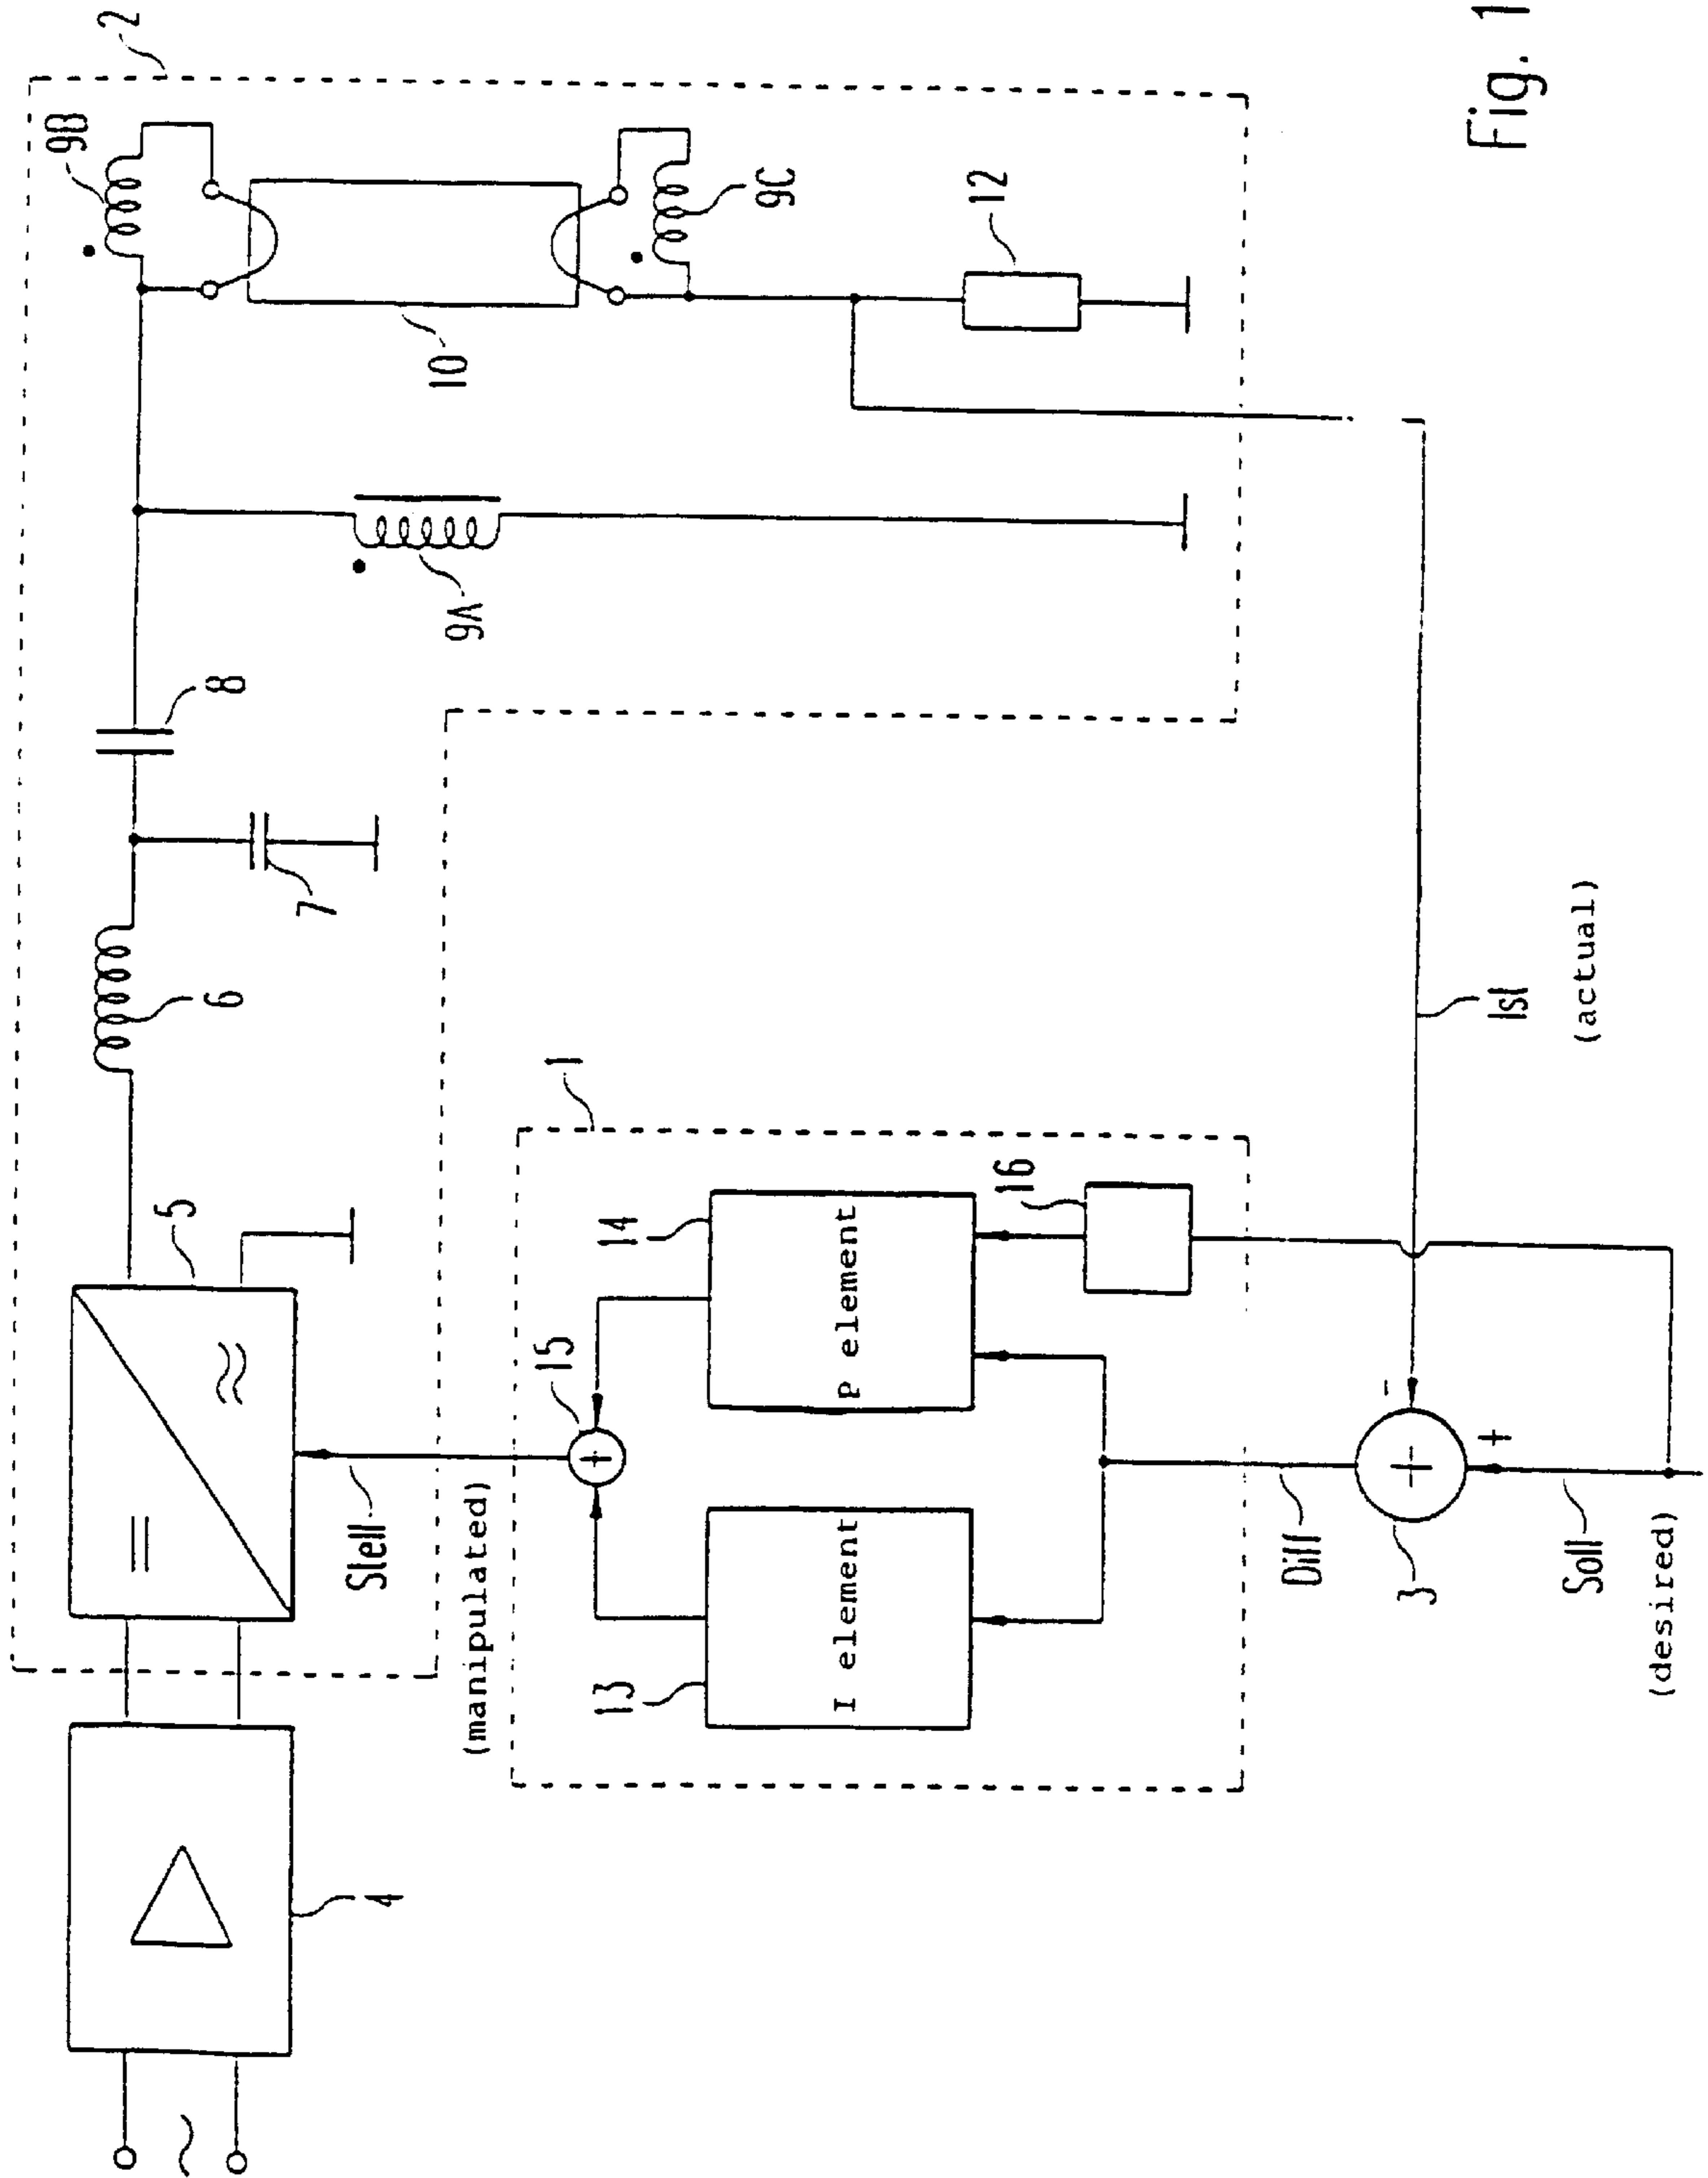 2
9B
10
9C
12
9A
8
7
6
5
4
Stell
(manipulated)
1
15
14
P element
16
13
I element
Diff
3
+
-
Soll
(desired)
Ist
(actual)
Fig. 1